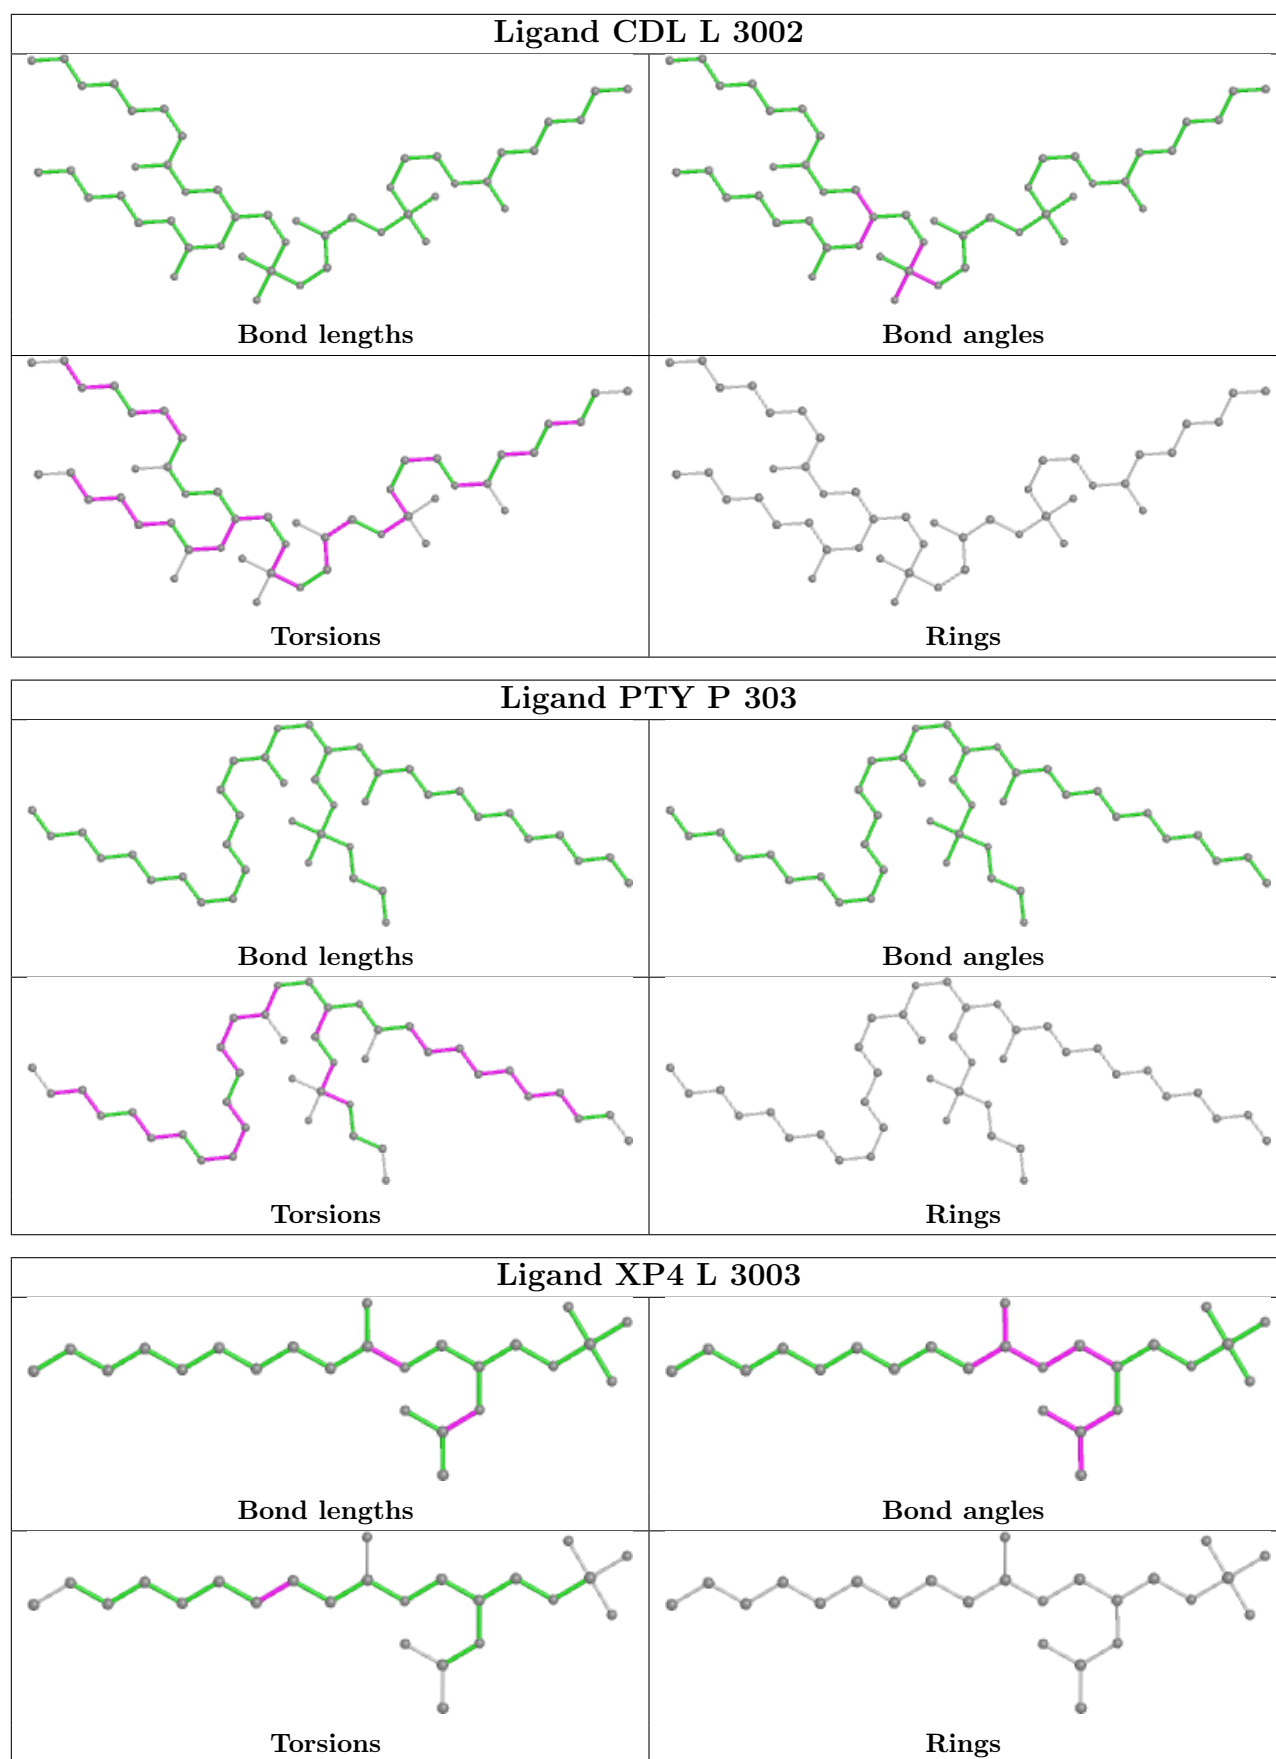 Ligand CDL L 3002
Bond lengths
Bond angles
Torsions
Rings
Ligand PTY P 303
Bond lengths
Bond angles
Torsions
Rings
Ligand XP4 L 3003
Bond lengths
Bond angles
Torsions
Rings